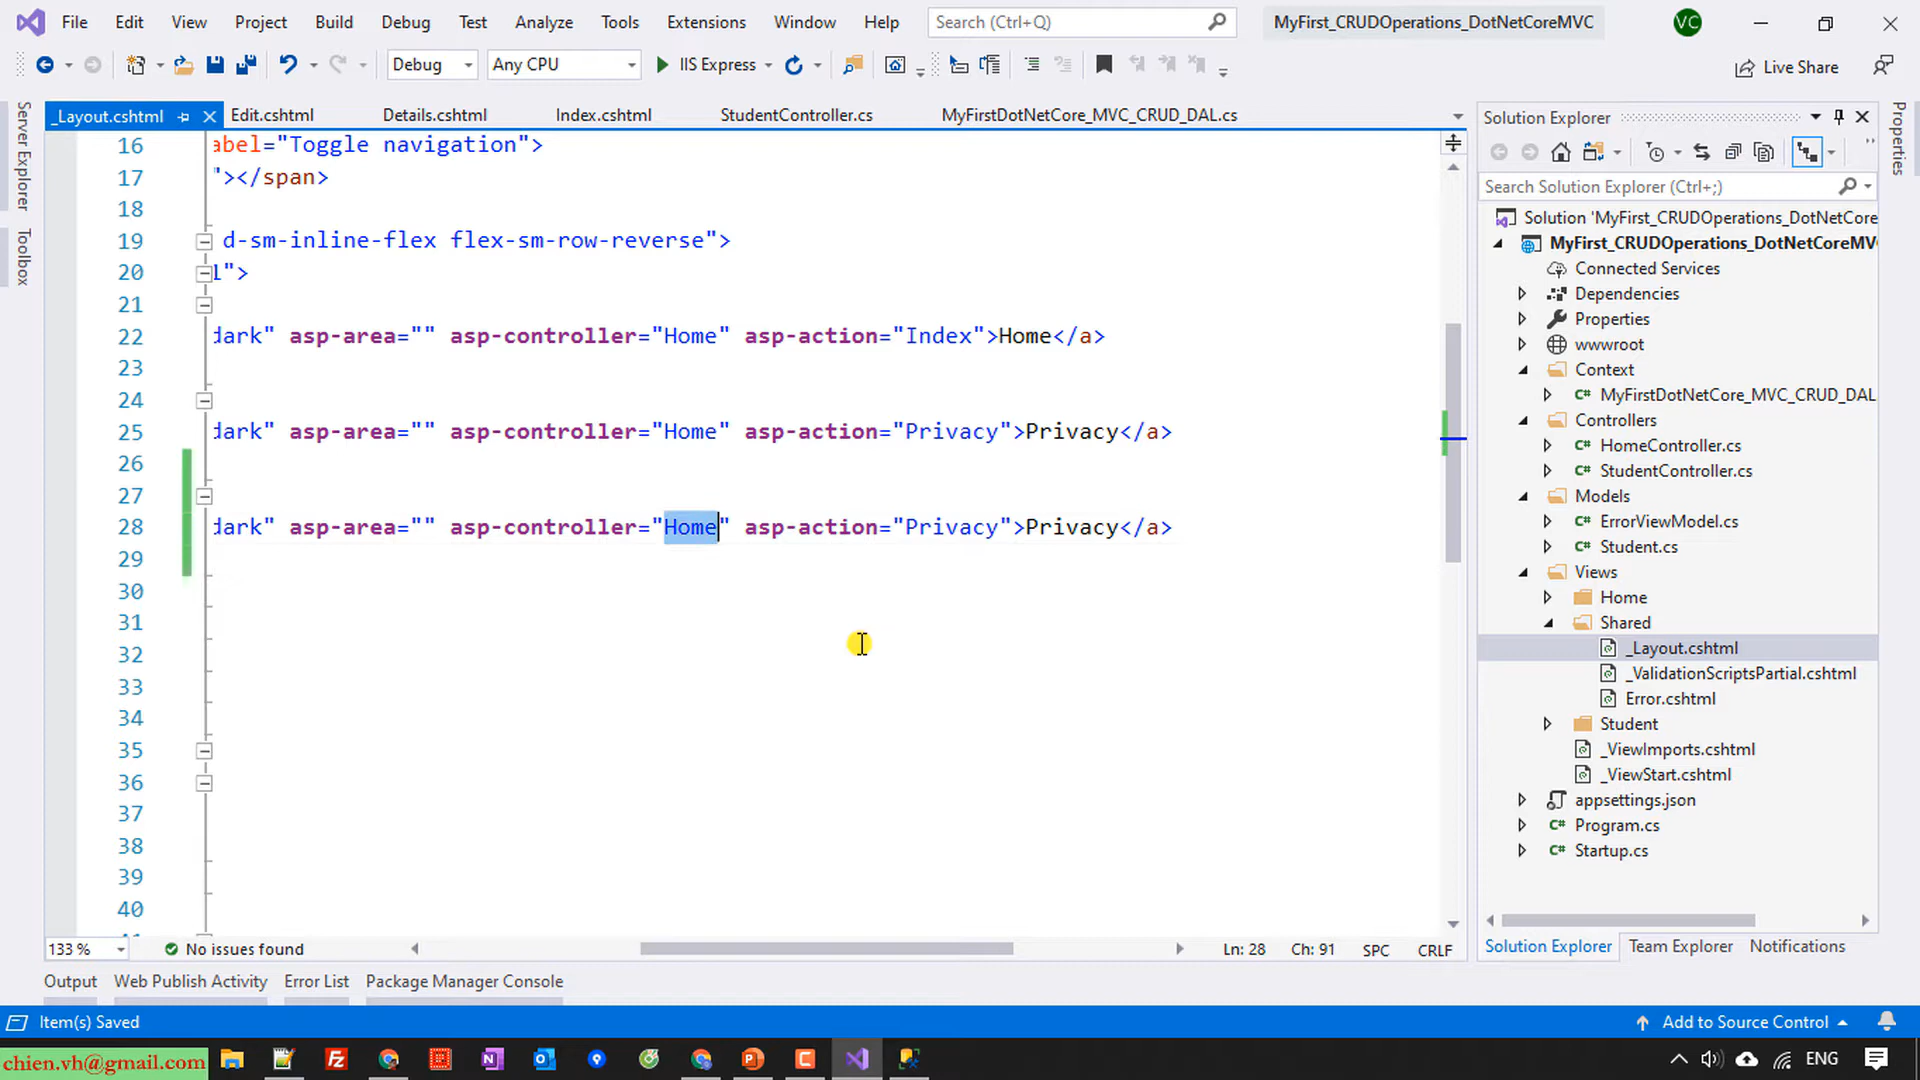 File Edit View Project Build Debug Test Analyze Tools Extensions Window Help Search (Ctrl+Q) MyFirst_CRUDOperations_DotNetCoreMVC VC
Debug Any CPU IIS Express Live Share
_Layout.cshtml Edit.cshtml Details.cshtml Index.cshtml StudentController.cs MyFirstDotNetCore_MVC_CRUD_DAL.cs
Server Explorer
Toolbox
16 abel="Toggle navigation">
17 "></span>
18
19 d-sm-inline-flex flex-sm-row-reverse">
20 l">
21
22 dark" asp-area="" asp-controller="Home" asp-action="Index">Home</a>
23
24
25 dark" asp-area="" asp-controller="Home" asp-action="Privacy">Privacy</a>
26
27
28 dark" asp-area="" asp-controller="Home" asp-action="Privacy">Privacy</a>
29
30
31
32
33
34
35
36
37
38
39
40
133 % No issues found Ln: 28 Ch: 91 SPC CRLF
Solution Explorer
Search Solution Explorer (Ctrl+;)
Solution 'MyFirst_CRUDOperations_DotNetCore
MyFirst_CRUDOperations_DotNetCoreMV
Connected Services
Dependencies
Properties
wwwroot
Context
C# MyFirstDotNetCore_MVC_CRUD_DAL
Controllers
C# HomeController.cs
C# StudentController.cs
Models
C# ErrorViewModel.cs
C# Student.cs
Views
Home
Shared
_Layout.cshtml
_ValidationScriptsPartial.cshtml
Error.cshtml
Student
_ViewImports.cshtml
_ViewStart.cshtml
appsettings.json
C# Program.cs
C# Startup.cs
Solution Explorer Team Explorer Notifications
Properties
Output Web Publish Activity Error List Package Manager Console
Item(s) Saved Add to Source Control
chien.vh@gmail.com ENG